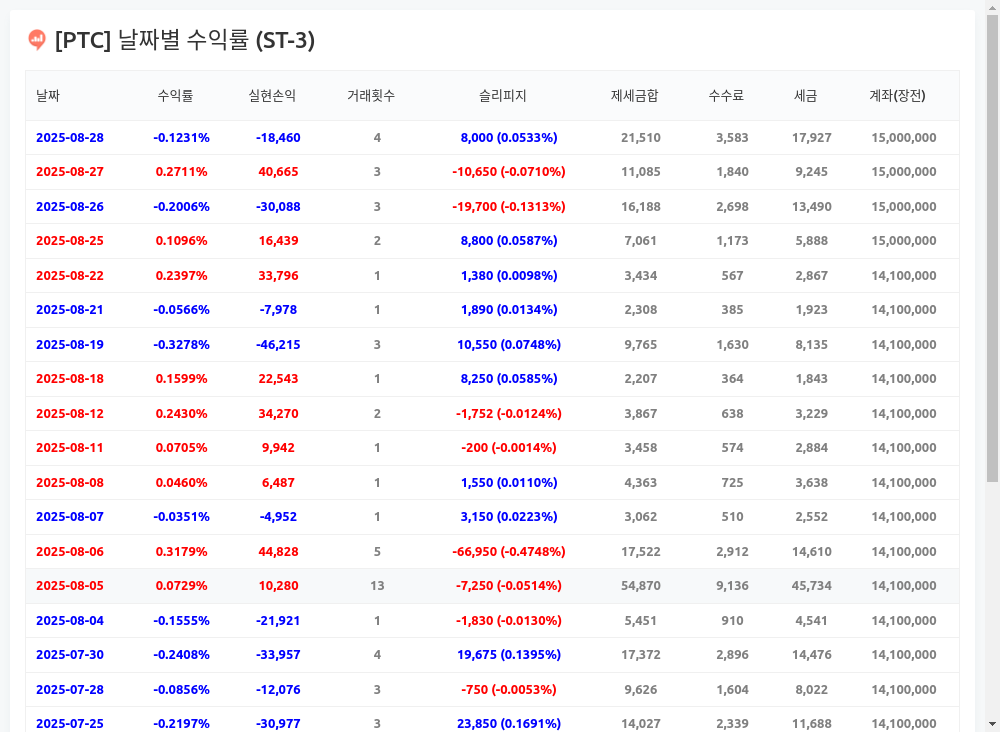 [PTC] 날짜별 수익률 (ST-3)
날짜 수익률 실현손익 거래횟수 슬리피지 제세금합 수수료 세금 계좌(장전)
2025-08-28 -0.1231% -18,460 4 8,000 (0.0533%) 21,510 3,583 17,927 15,000,000
2025-08-27 0.2711% 40,665 3 -10,650 (-0.0710%) 11,085 1,840 9,245 15,000,000
2025-08-26 -0.2006% -30,088 3 -19,700 (-0.1313%) 16,188 2,698 13,490 15,000,000
2025-08-25 0.1096% 16,439 2 8,800 (0.0587%) 7,061 1,173 5,888 15,000,000
2025-08-22 0.2397% 33,796 1 1,380 (0.0098%) 3,434 567 2,867 14,100,000
2025-08-21 -0.0566% -7,978 1 1,890 (0.0134%) 2,308 385 1,923 14,100,000
2025-08-19 -0.3278% -46,215 3 10,550 (0.0748%) 9,765 1,630 8,135 14,100,000
2025-08-18 0.1599% 22,543 1 8,250 (0.0585%) 2,207 364 1,843 14,100,000
2025-08-12 0.2430% 34,270 2 -1,752 (-0.0124%) 3,867 638 3,229 14,100,000
2025-08-11 0.0705% 9,942 1 -200 (-0.0014%) 3,458 574 2,884 14,100,000
2025-08-08 0.0460% 6,487 1 1,550 (0.0110%) 4,363 725 3,638 14,100,000
2025-08-07 -0.0351% -4,952 1 3,150 (0.0223%) 3,062 510 2,552 14,100,000
2025-08-06 0.3179% 44,828 5 -66,950 (-0.4748%) 17,522 2,912 14,610 14,100,000
2025-08-05 0.0729% 10,280 13 -7,250 (-0.0514%) 54,870 9,136 45,734 14,100,000
2025-08-04 -0.1555% -21,921 1 -1,830 (-0.0130%) 5,451 910 4,541 14,100,000
2025-07-30 -0.2408% -33,957 4 19,675 (0.1395%) 17,372 2,896 14,476 14,100,000
2025-07-28 -0.0856% -12,076 3 -750 (-0.0053%) 9,626 1,604 8,022 14,100,000
2025-07-25 -0.2197% -30,977 3 23,850 (0.1691%) 14,027 2,339 11,688 14,100,000